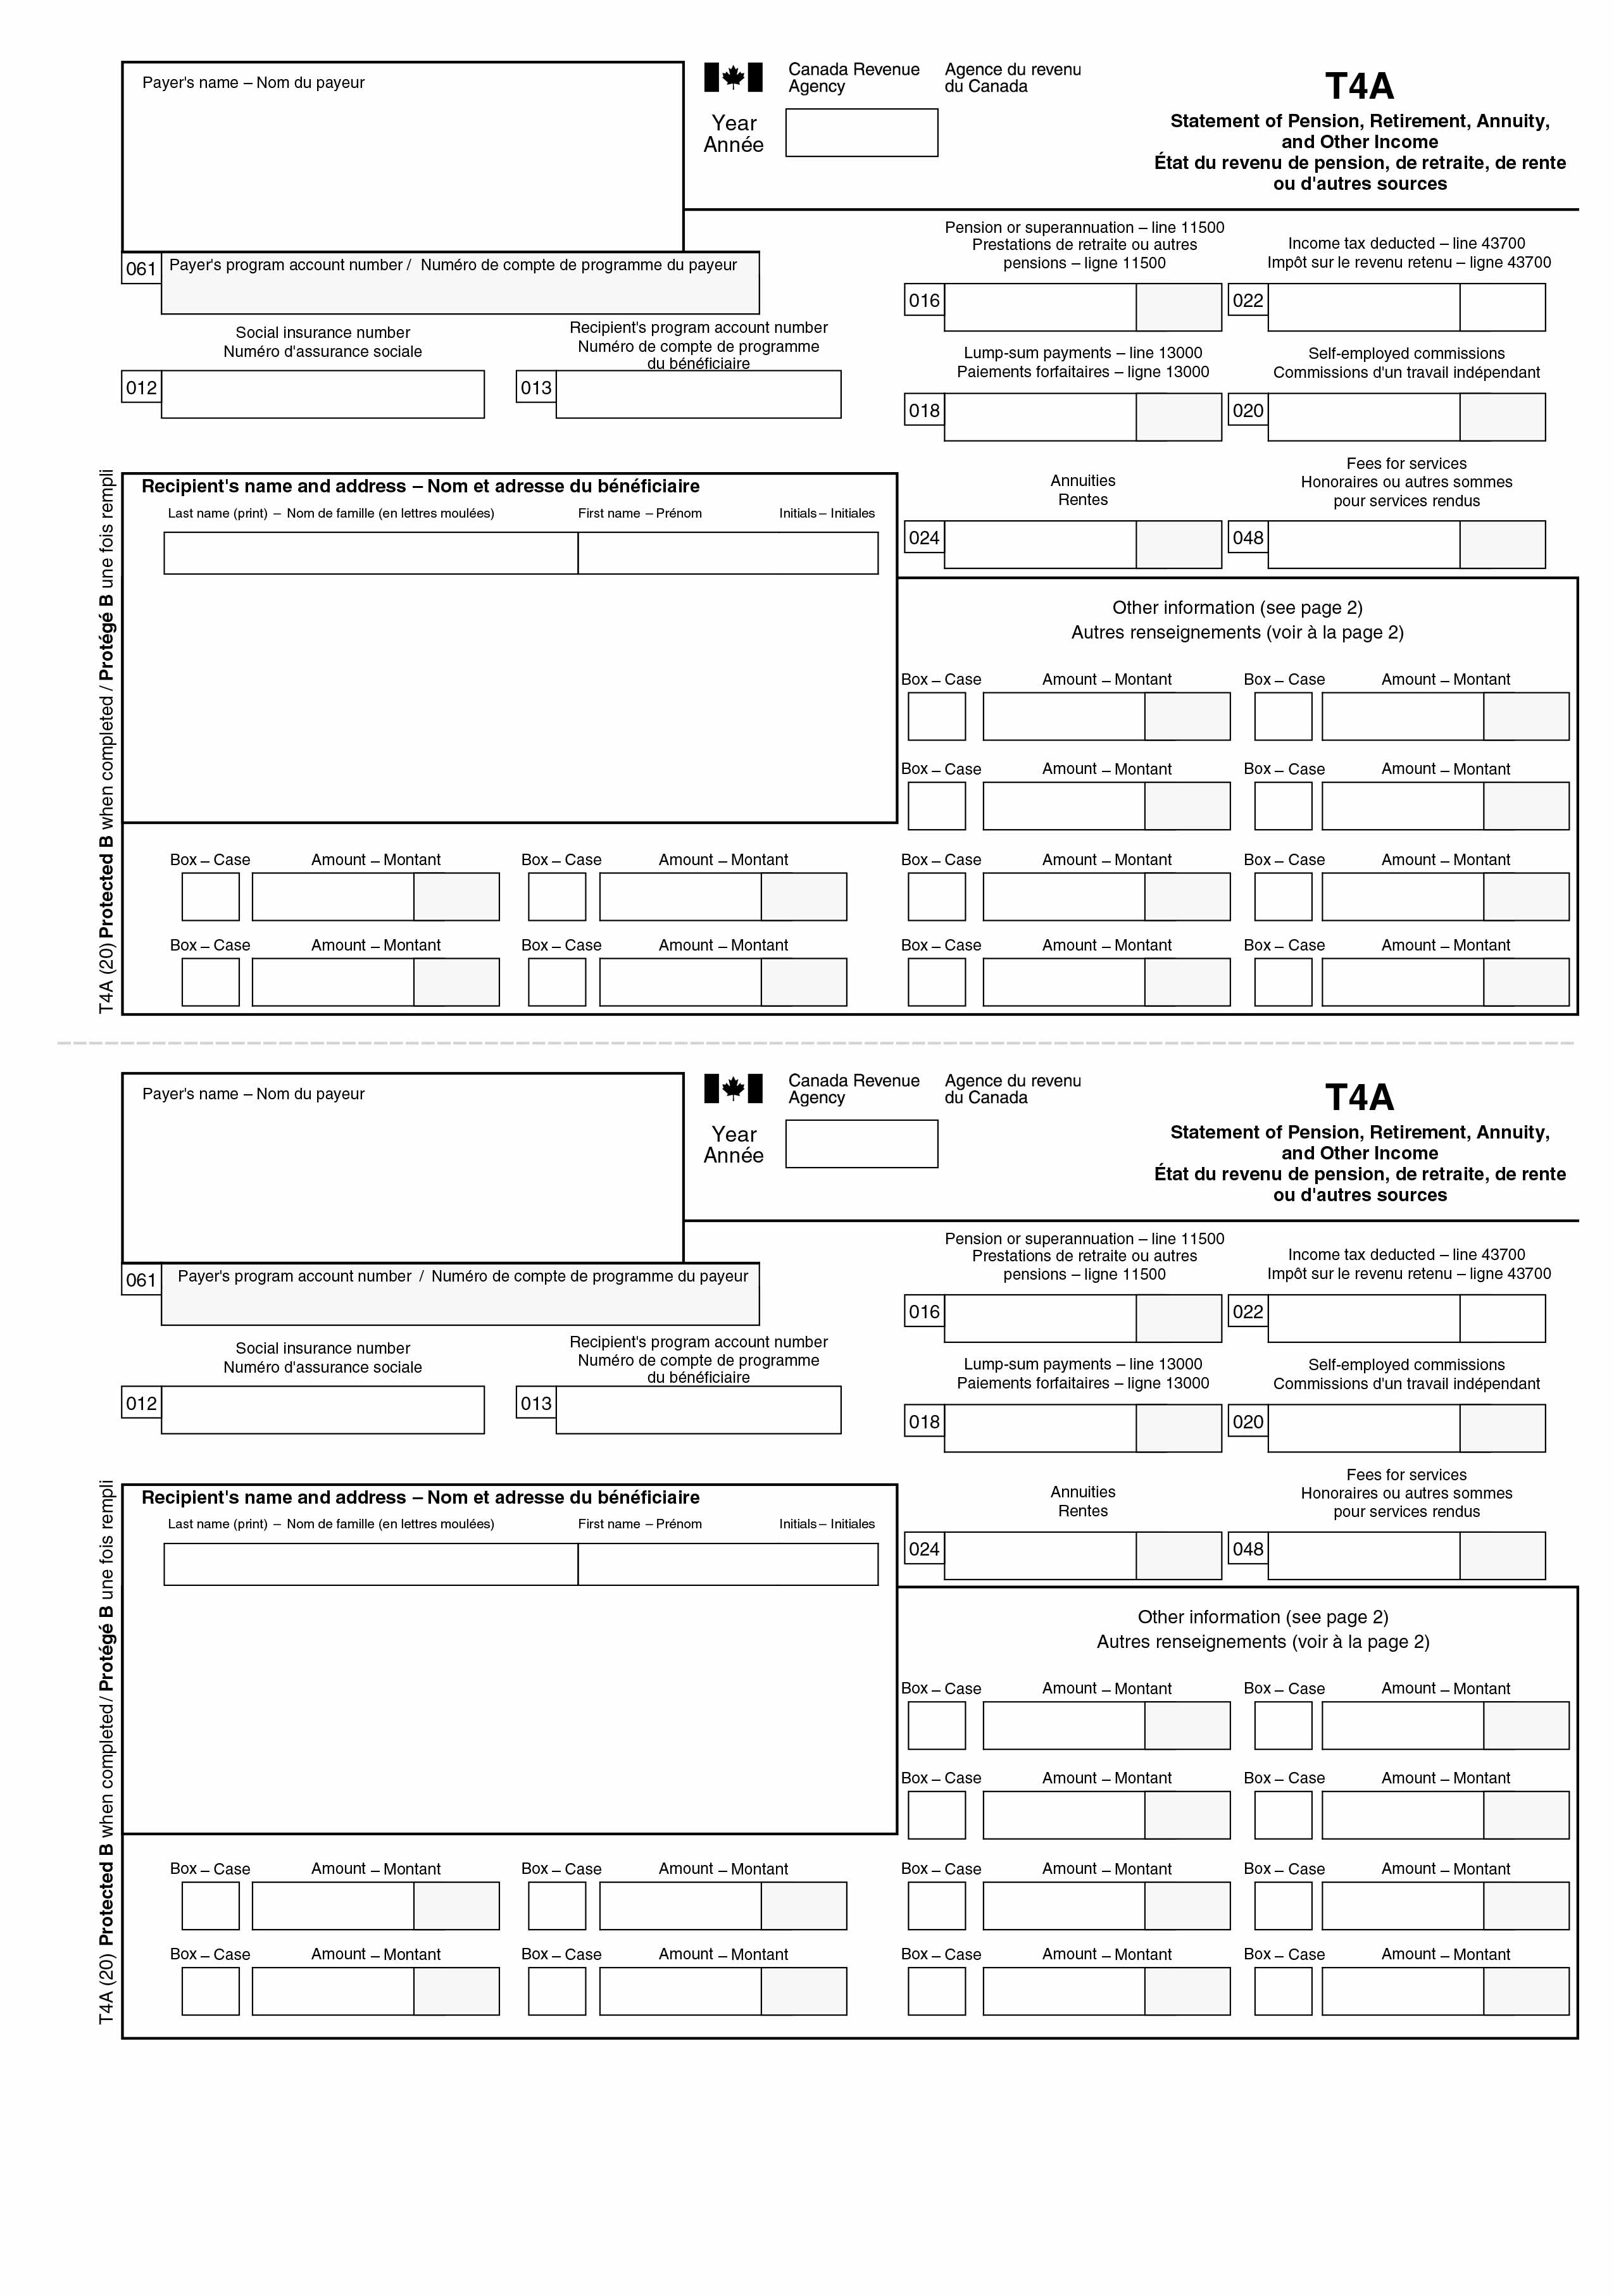 Payer's name – Nom du payeur
Canada Revenue Agency
Agence du revenu du Canada
Year
Année
T4A
Statement of Pension, Retirement, Annuity,
and Other Income
État du revenu de pension, de retraite, de rente
ou d'autres sources
061
Payer's program account number / Numéro de compte de programme du payeur
Pension or superannuation – line 11500
Prestations de retraite ou autres
pensions – ligne 11500
Income tax deducted – line 43700
Impôt sur le revenu retenu – ligne 43700
016
022
Social insurance number
Numéro d'assurance sociale
Recipient's program account number
Numéro de compte de programme
du bénéficiaire
012
013
Lump-sum payments – line 13000
Paiements forfaitaires – ligne 13000
Self-employed commissions
Commissions d'un travail indépendant
018
020
Recipient's name and address – Nom et adresse du bénéficiaire
Last name (print) – Nom de famille (en lettres moulées) First name – Prénom Initials – Initiales
Annuities
Rentes
Fees for services
Honoraires ou autres sommes
pour services rendus
024
048
Other information (see page 2)
Autres renseignements (voir à la page 2)
Box – Case Amount – Montant Box – Case Amount – Montant
Box – Case Amount – Montant Box – Case Amount – Montant
Box – Case Amount – Montant Box – Case Amount – Montant Box – Case Amount – Montant Box – Case Amount – Montant
Box – Case Amount – Montant Box – Case Amount – Montant Box – Case Amount – Montant Box – Case Amount – Montant
T4A (20) Protected B when completed / Protégé B une fois rempli
Payer's name – Nom du payeur
Canada Revenue Agency
Agence du revenu du Canada
Year
Année
T4A
Statement of Pension, Retirement, Annuity,
and Other Income
État du revenu de pension, de retraite, de rente
ou d'autres sources
061
Payer's program account number / Numéro de compte de programme du payeur
Pension or superannuation – line 11500
Prestations de retraite ou autres
pensions – ligne 11500
Income tax deducted – line 43700
Impôt sur le revenu retenu – ligne 43700
016
022
Social insurance number
Numéro d'assurance sociale
Recipient's program account number
Numéro de compte de programme
du bénéficiaire
012
013
Lump-sum payments – line 13000
Paiements forfaitaires – ligne 13000
Self-employed commissions
Commissions d'un travail indépendant
018
020
Recipient's name and address – Nom et adresse du bénéficiaire
Last name (print) – Nom de famille (en lettres moulées) First name – Prénom Initials – Initiales
Annuities
Rentes
Fees for services
Honoraires ou autres sommes
pour services rendus
024
048
Other information (see page 2)
Autres renseignements (voir à la page 2)
Box – Case Amount – Montant Box – Case Amount – Montant
Box – Case Amount – Montant Box – Case Amount – Montant
Box – Case Amount – Montant Box – Case Amount – Montant Box – Case Amount – Montant Box – Case Amount – Montant
Box – Case Amount – Montant Box – Case Amount – Montant Box – Case Amount – Montant Box – Case Amount – Montant
T4A (20) Protected B when completed / Protégé B une fois rempli